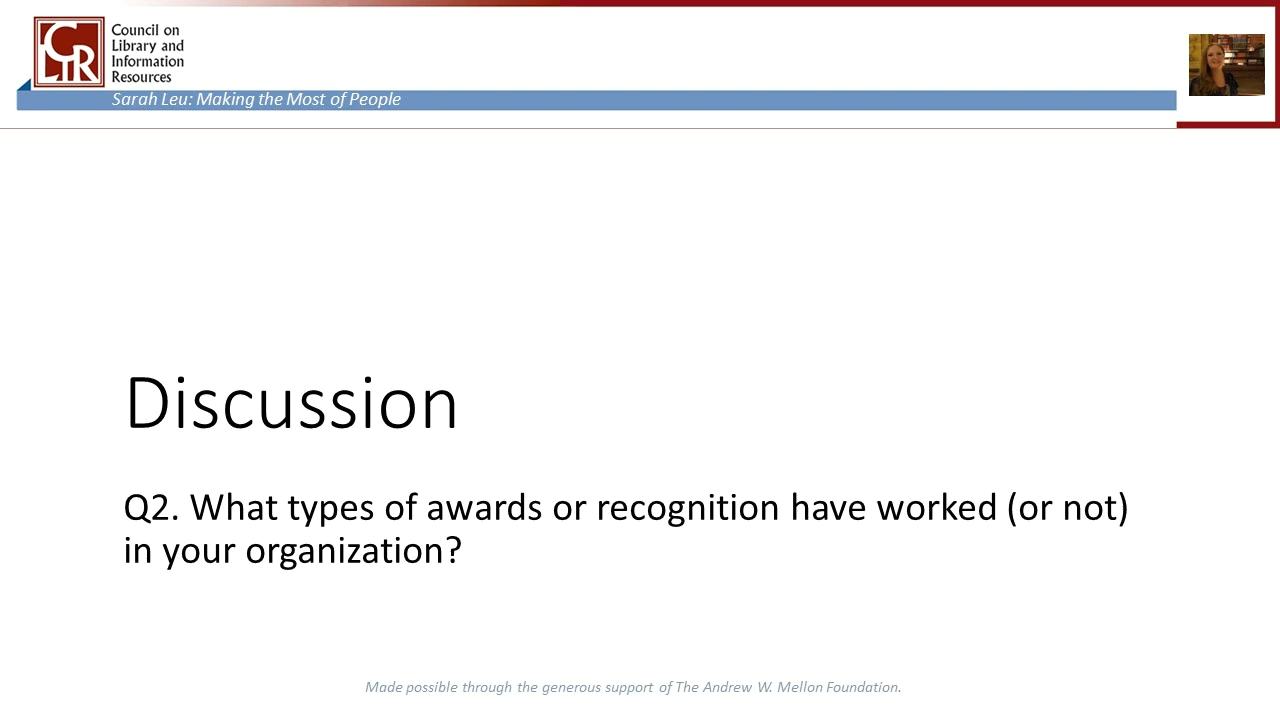 CLIR
Council on
Library and
Information
Resources
Sarah Leu: Making the Most of People
Discussion
Q2. What types of awards or recognition have worked (or not)
in your organization?
Made possible through the generous support of The Andrew W. Mellon Foundation.